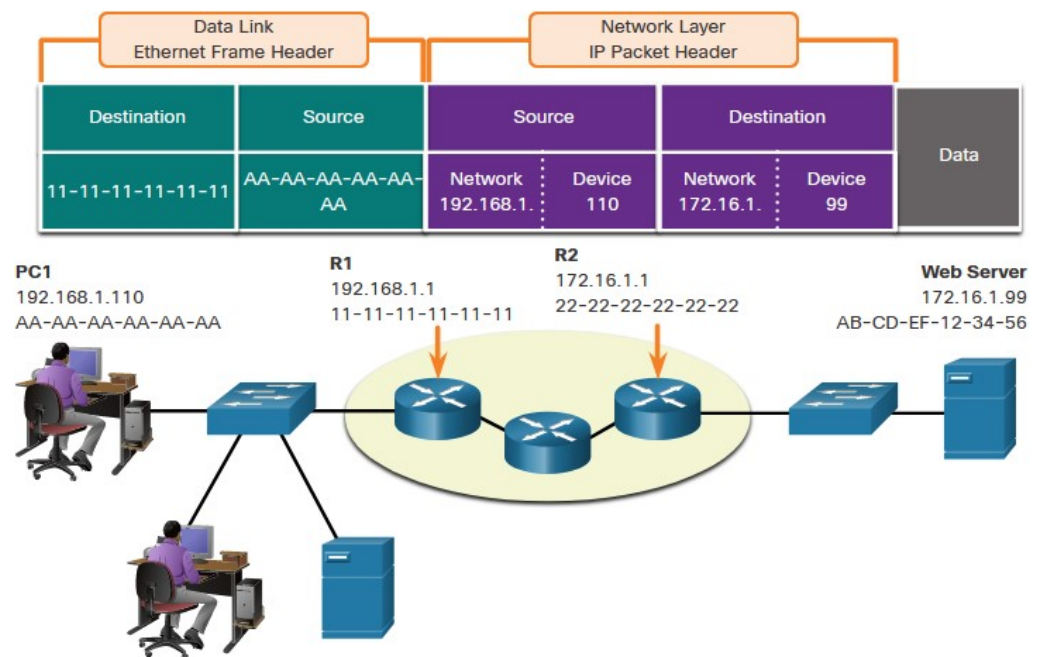 Data Link
Ethernet Frame Header
Network Layer
IP Packet Header
Destination
Source
Source
Destination
Data
11-11-11-11-11-11
AA-AA-AA-AA-AA-
AA
Network
192.168.1.
Device
110
Network
172.16.1.
Device
99
PC1
192.168.1.110
AA-AA-AA-AA-AA-AA
R1
192.168.1.1
11-11-11-11-11-11
R2
172.16.1.1
22-22-22-22-22-22
Web Server
172.16.1.99
AB-CD-EF-12-34-56